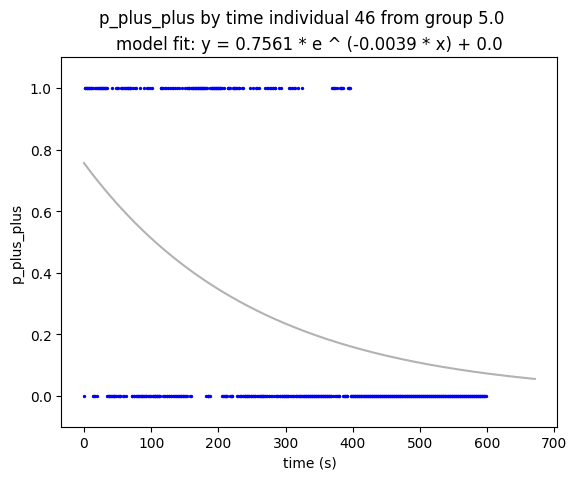 p_plus_plus by time individual 46 from group 5.0
model fit: y = 0.7561 * e ^ (-0.0039 * x) + 0.0
1.0
0.8
0.6
0.4
0.2
0.0
p_plus_plus
0 100 200 300 400 500 600 700
time (s)